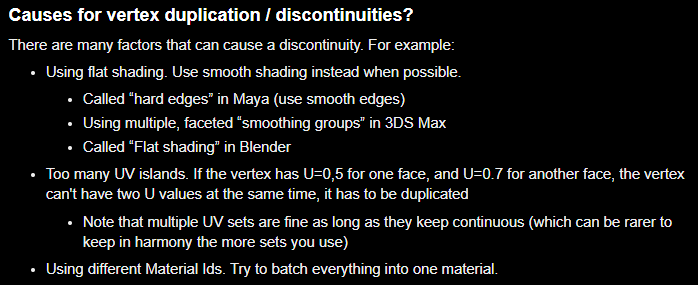 Causes for vertex duplication / discontinuities?
There are many factors that can cause a discontinuity. For example:
• Using flat shading. Use smooth shading instead when possible.
• Called “hard edges” in Maya (use smooth edges)
• Using multiple, faceted “smoothing groups” in 3DS Max
• Called “Flat shading” in Blender
• Too many UV islands. If the vertex has U=0,5 for one face, and U=0.7 for another face, the vertex
can't have two U values at the same time, it has to be duplicated
• Note that multiple UV sets are fine as long as they keep continuous (which can be rarer to
keep in harmony the more sets you use)
• Using different Material Ids. Try to batch everything into one material.